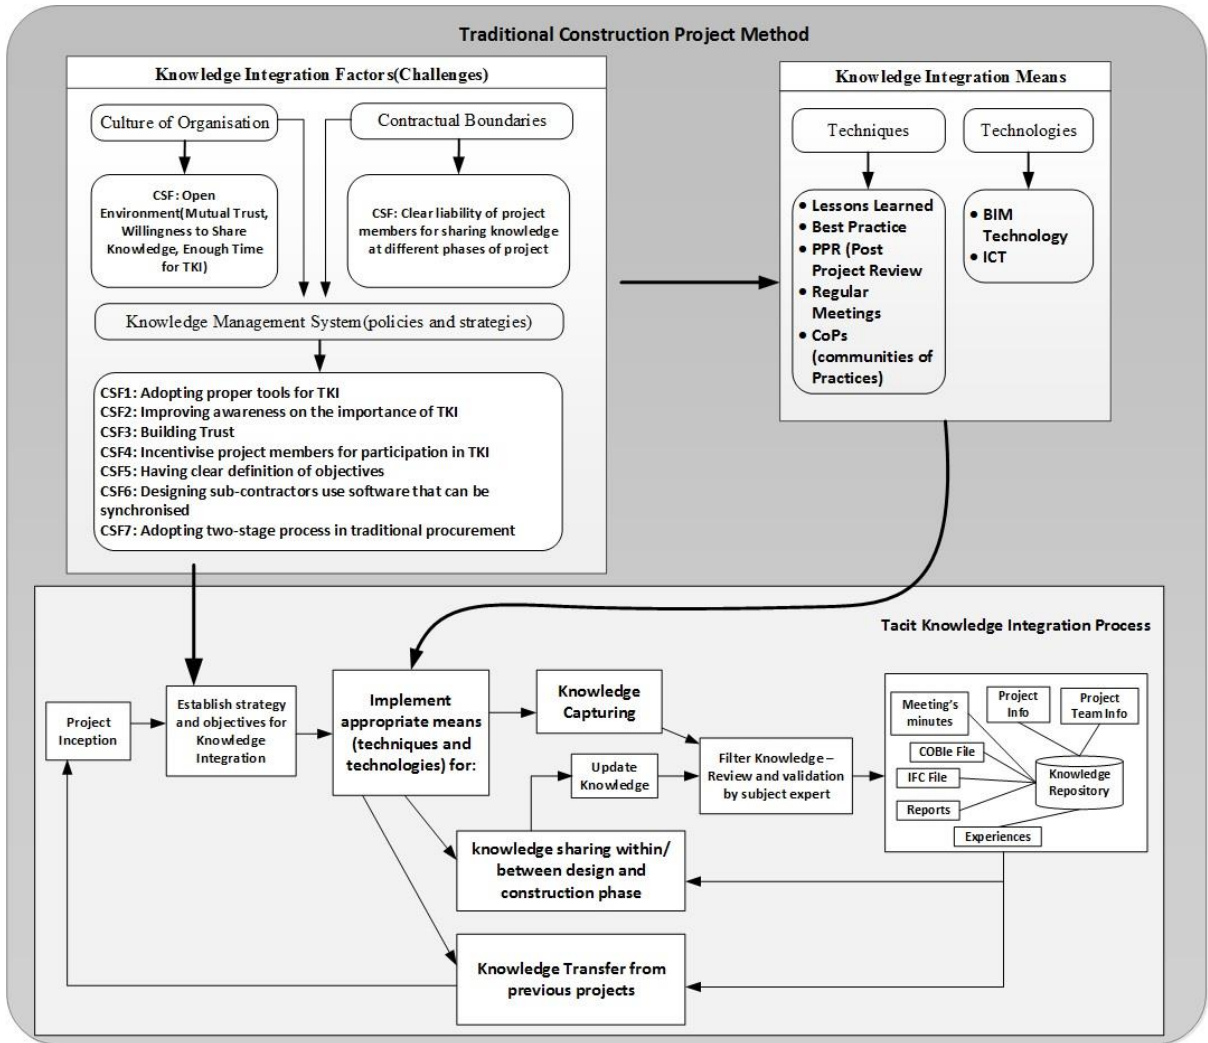 Traditional Construction Project Method
Knowledge Integration Factors(Challenges)
Culture of Organisation
Contractual Boundaries
CSF: Open
Environment(Mutual Trust,
Willingness to Share
Knowledge, Enough Time
for TKI)
CSF: Clear liability of project
members for sharing knowledge
at different phases of project
Knowledge Management System(policies and strategies)
CSF1: Adopting proper tools for TKI
CSF2: Improving awareness on the importance of TKI
CSF3: Building Trust
CSF4: Incentivise project members for participation in TKI
CSF5: Having clear definition of objectives
CSF6: Designing sub-contractors use software that can be
synchronised
CSF7: Adopting two-stage process in traditional procurement
Knowledge Integration Means
Techniques
Technologies
• Lessons Learned
• Best Practice
• PPR (Post
Project Review
• Regular
Meetings
• CoPs
(communities of
Practices)
• BIM
Technology
• ICT
Tacit Knowledge Integration Process
Project
Inception
Establish strategy
and objectives for
Knowledge
Integration
Implement
appropriate means
(techniques and
technologies) for:
Knowledge
Capturing
Update
Knowledge
Filter Knowledge –
Review and validation
by subject expert
knowledge sharing within/
between design and
construction phase
Knowledge Transfer from
previous projects
Meeting's
minutes
Project
Info
Project
Team Info
COBIe File
IFC File
Reports
Knowledge
Repository
Experiences